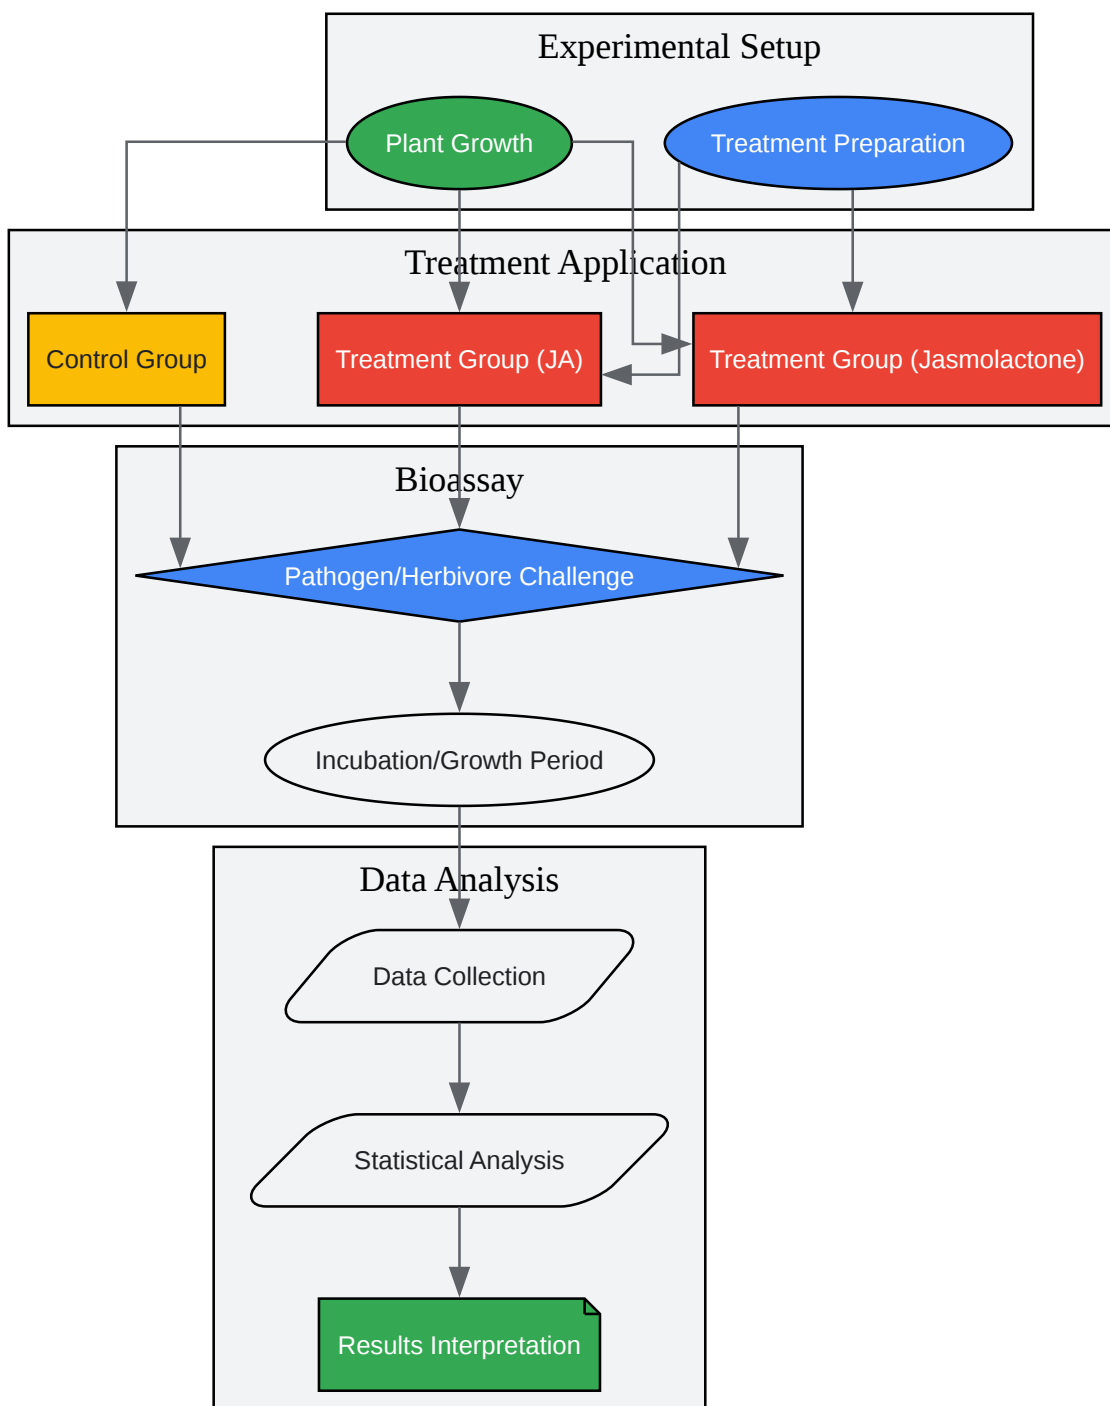 Experimental Setup
Plant Growth
Treatment Preparation
Treatment Application
Control Group
Treatment Group (JA)
Treatment Group (Jasmolactone)
Bioassay
Pathogen/Herbivore Challenge
Incubation/Growth Period
Data Analysis
Data Collection
Statistical Analysis
Results Interpretation